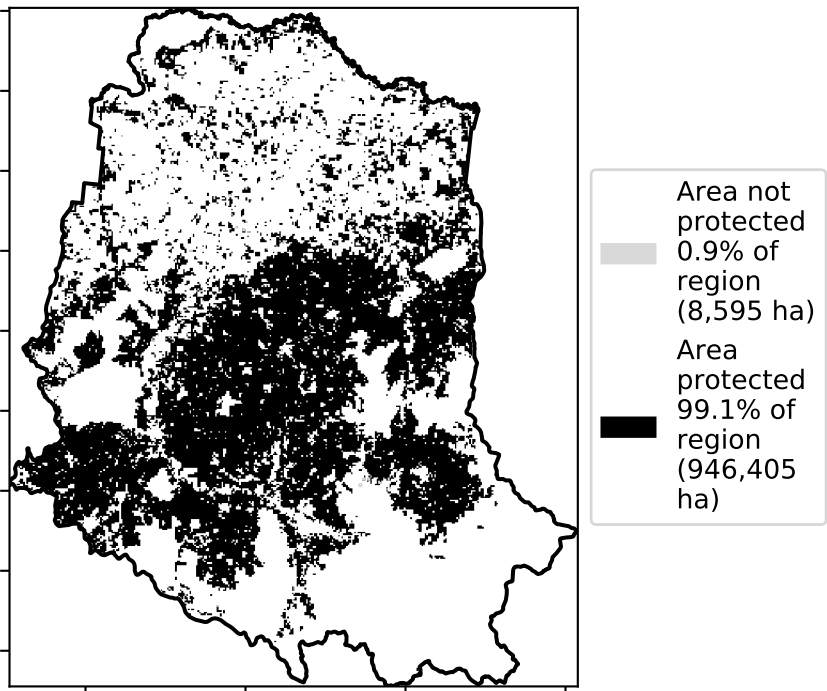 Area not
protected
0.9% of
region
(8,595 ha)
Area
protected
99.1% of
region
(946,405
ha)